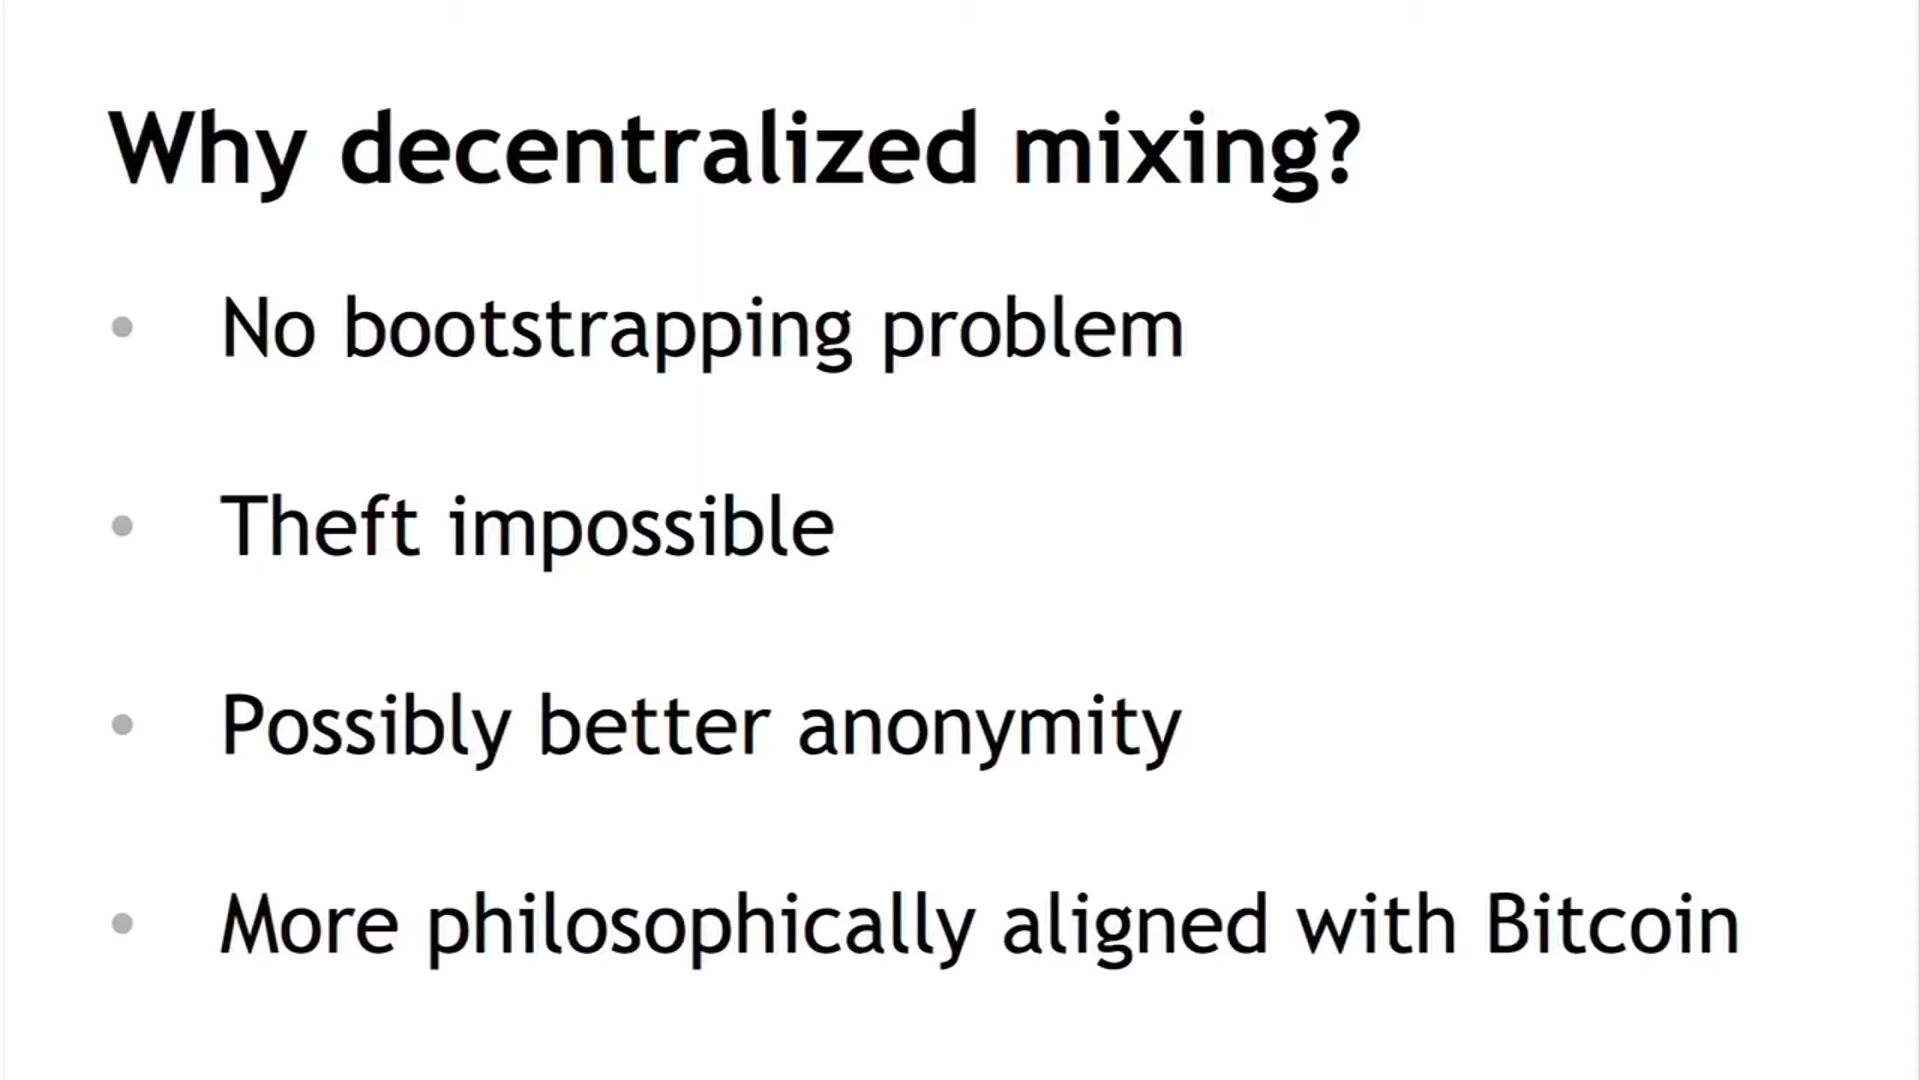 Why decentralized mixing?
• No bootstrapping problem
• Theft impossible
• Possibly better anonymity
• More philosophically aligned with Bitcoin